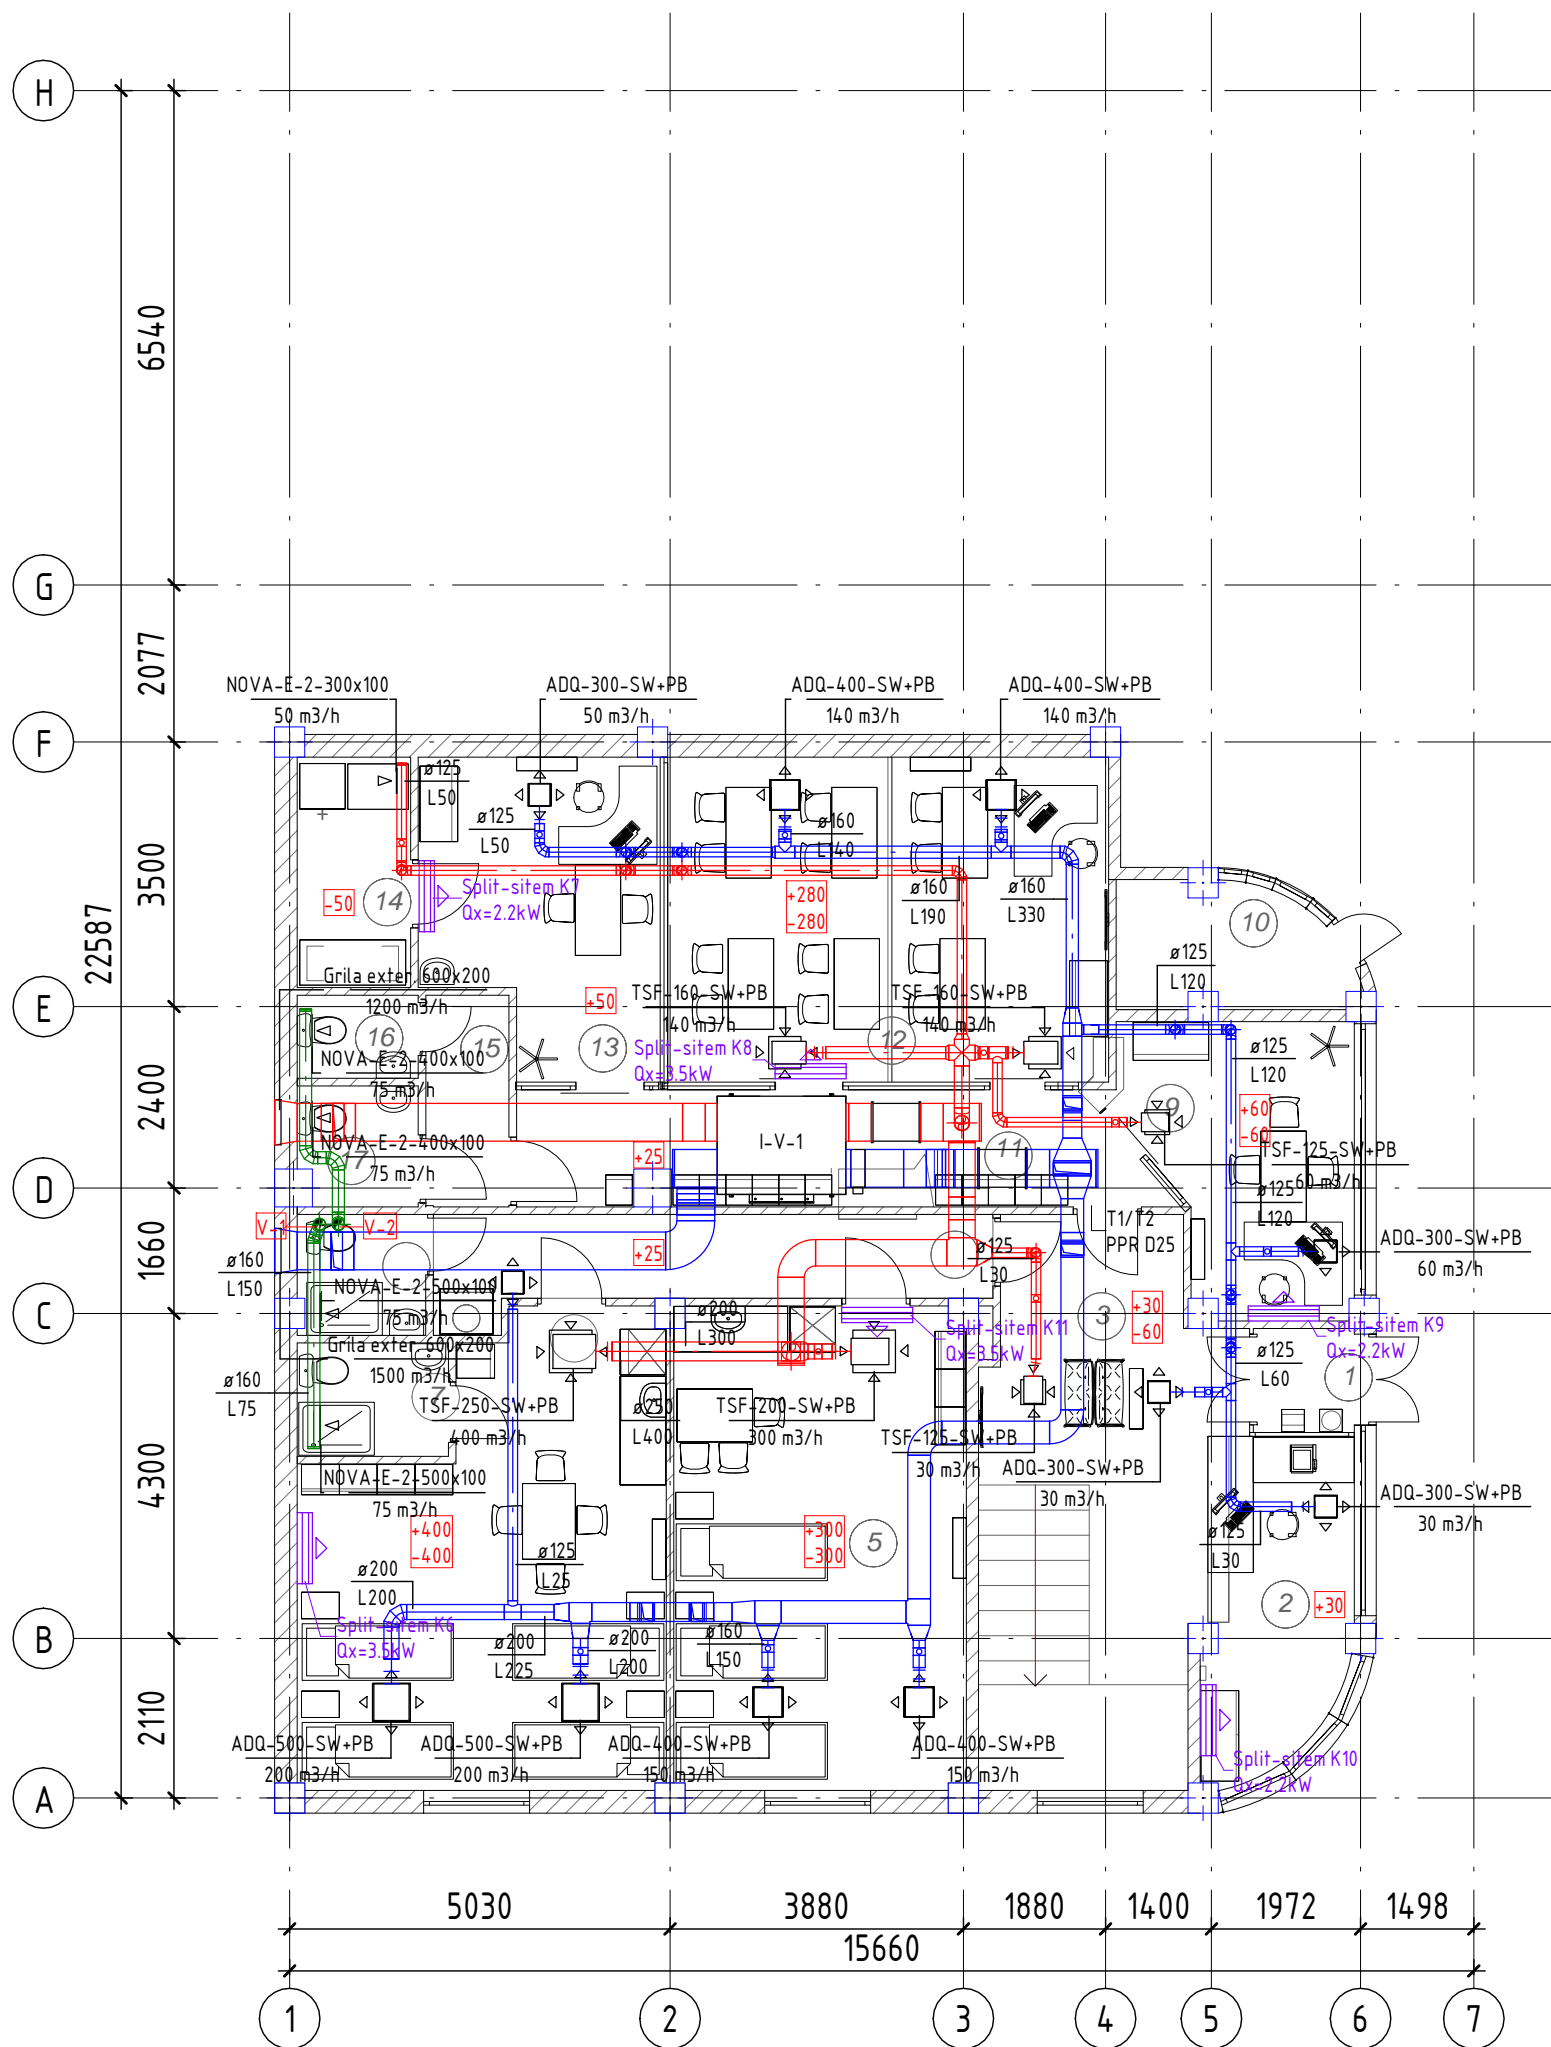 H
6540
G
2077
NOVA-E-2-300x100
50 m3/h
ADQ-300-SW+PB
50 m3/h
ADQ-400-SW+PB
140 m3/h
ADQ-400-SW+PB
140 m3/h
F
ø125
L50
ø125
L50
ø160
L140
3500
22587
Split-sitem K7
Qx=2.2kW
14
-50
+280
-280
ø160
L190
ø160
L330
10
ø125
L120
Grila exter. 600x200
1200 m3/h
E
+50
TSF-160-SW+PB
140 m3/h
TSF-160-SW+PB
140 m3/h
16
15
13
12
Split-sitem K8
Qx=3.5kW
NOVA-E-2-400x100
75 m3/h
ø125
L120
2400
9
+60
-60
I-V-1
NOVA-E-2-400x100
75 m3/h
17
+25
11
TSF-125-SW+PB
60 m3/h
D
ø125
L120
V-1
V-2
T1/T2
PPR D25
1660
+25
ø125
L30
ADQ-300-SW+PB
60 m3/h
ø160
L150
NOVA-E-2-500x100
75 m3/h
C
ø200
L300
3
+30
-60
Split-sitem K11
Qx=3.5kW
Split-sitem K9
Qx=2.2kW
Grila exter. 600x200
1500 m3/h
ø125
L60
1
ø160
L75
7
TSF-250-SW+PB
400 m3/h
ø250
L400
TSF-200-SW+PB
300 m3/h
TSF-125-SW+PB
30 m3/h
ADQ-300-SW+PB
30 m3/h
4300
NOVA-E-2-500x100
75 m3/h
ADQ-300-SW+PB
30 m3/h
+400
-400
+300
-300
5
ø125
L25
ø125
L30
ø200
L200
2
+30
Split-sitem K6
Qx=3.5kW
B
ø200
L225
ø200
L200
ø160
L150
2110
ADQ-500-SW+PB
200 m3/h
ADQ-500-SW+PB
200 m3/h
ADQ-400-SW+PB
150 m3/h
ADQ-400-SW+PB
150 m3/h
Split-sitem K10
Qx=2.2kW
A
5030
3880
1880
1400
1972
1498
15660
1
2
3
4
5
6
7